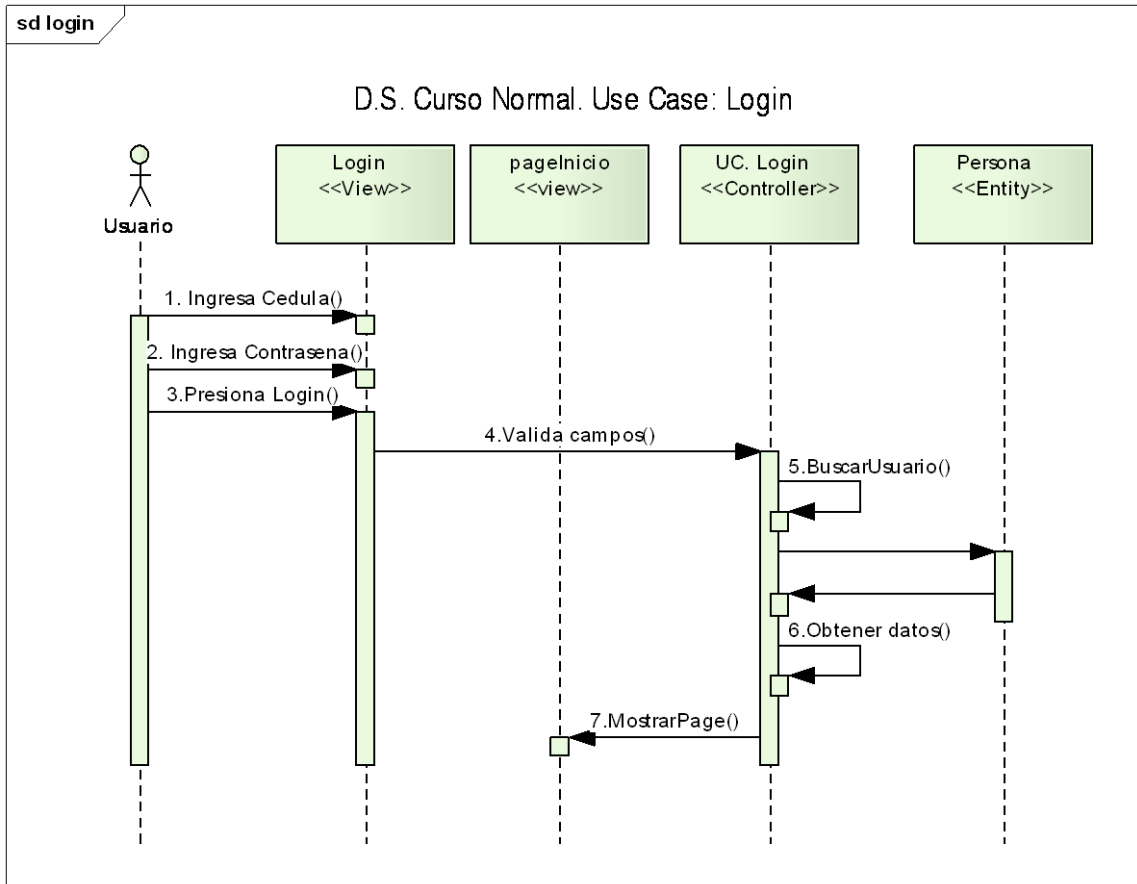 sd login
D.S. Curso Normal. Use Case: Login
Usuario
Login
<<View>>
pageInicio
<<view>>
UC. Login
<<Controller>>
Persona
<<Entity>>
1. Ingresa Cedula()
2. Ingresa Contrasena()
3.Presiona Login()
4.Valida campos()
5.BuscarUsuario()
6.Obtener datos()
7.MostrarPage()